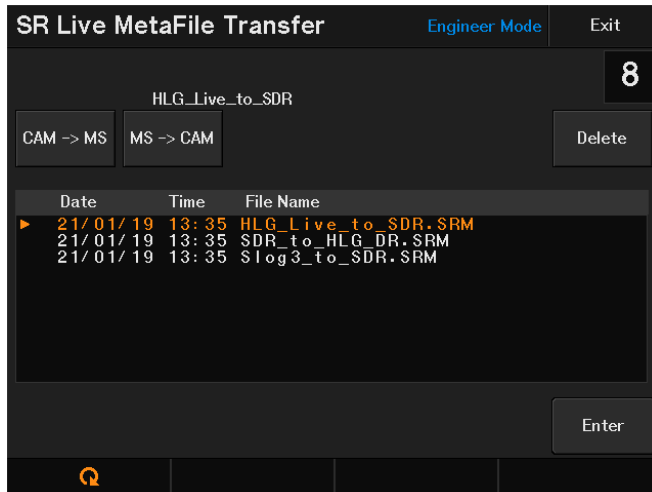 SR Live MetaFile Transfer Engineer Mode Exit
8
HLG_Live_to_SDR
CAM -> MS MS -> CAM Delete
Date Time File Name
21/01/19 13:35 HLG_Live_to_SDR.SRM
21/01/19 13:35 SDR_to_HLG_DR.SRM
21/01/19 13:35 Slog3_to_SDR.SRM
Enter